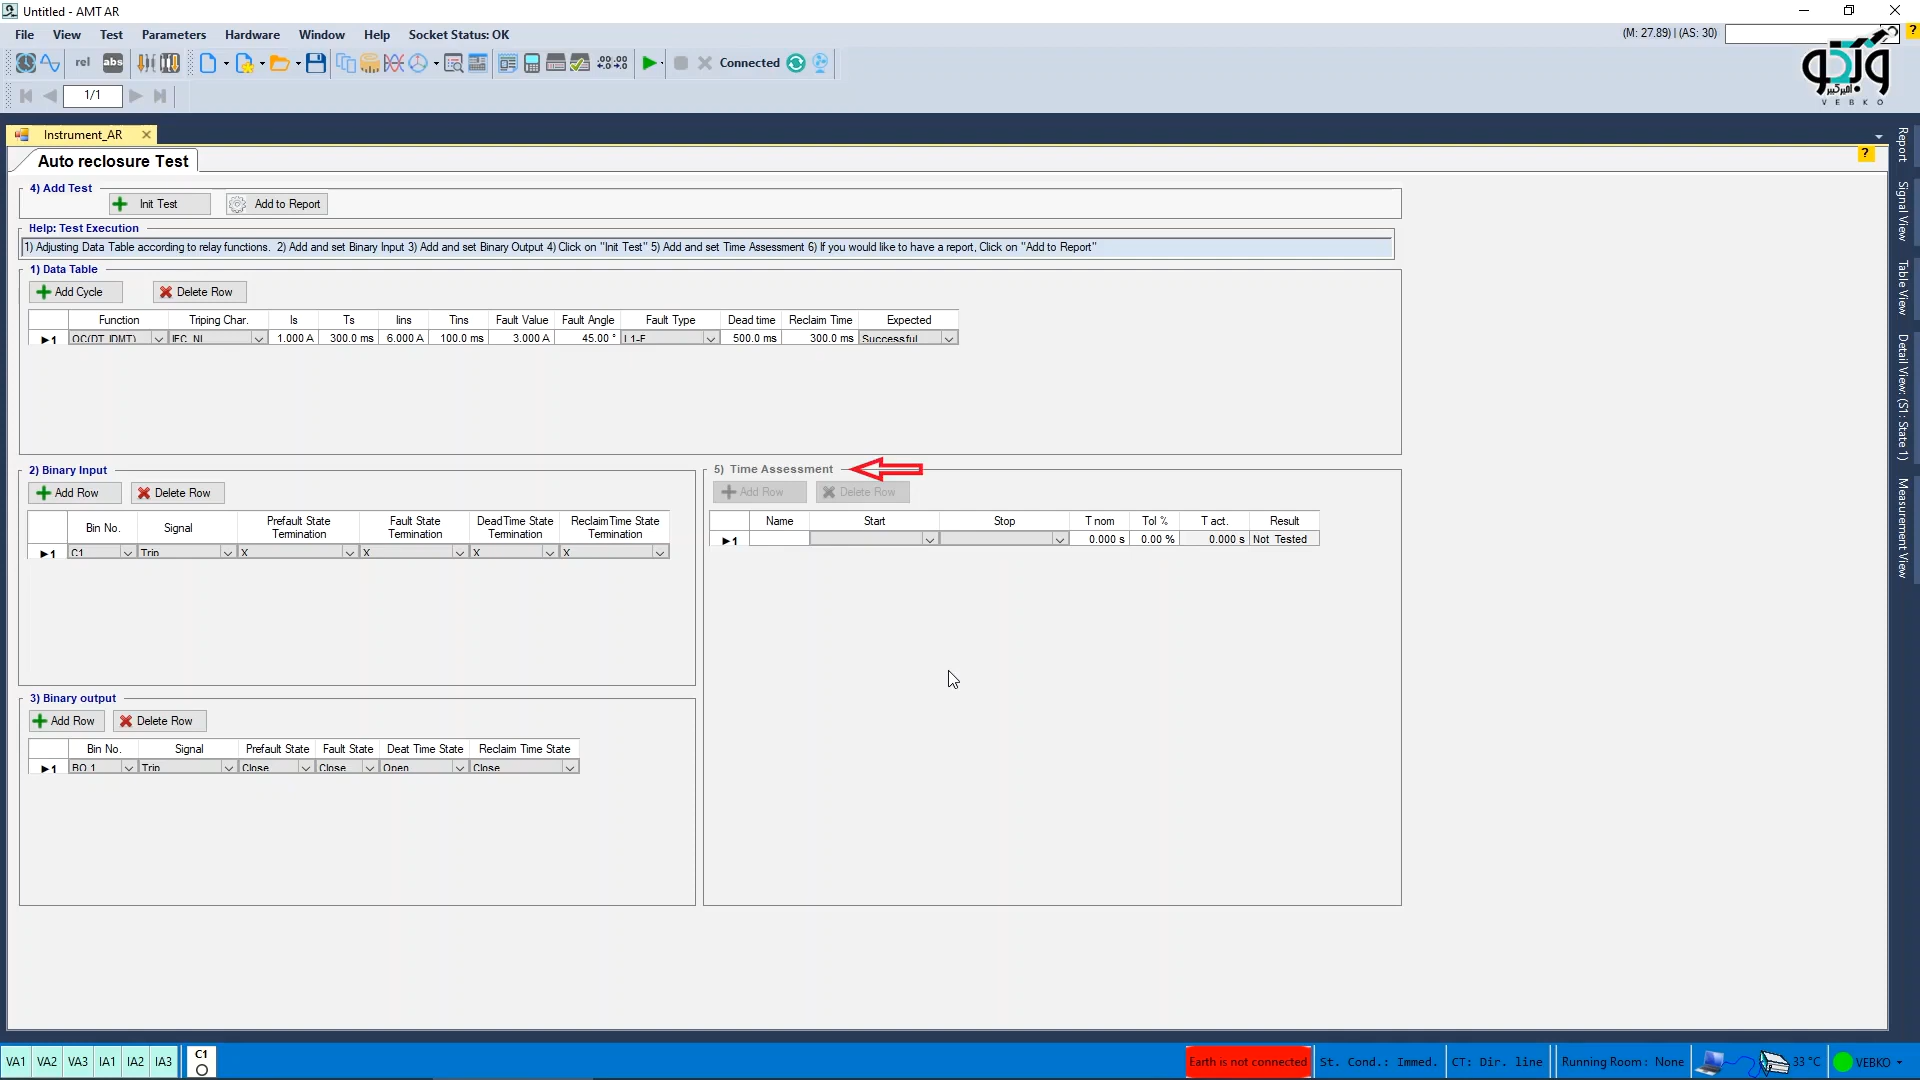 Untitled - AMT AR
File View Test Parameters Hardware Window Help Socket Status: OK
(M: 27.89) | (AS: 30)
?
rel abs .00:.0 Connected
وبکو
امیرکبیر
VEBKO
1/1
Instrument_AR
Auto reclosure Test
?
4) Add Test
Init Test Add to Report
Help: Test Execution
1) Adjusting Data Table according to relay functions. 2) Add and set Binary Input 3) Add and set Binary Output 4) Click on "Init Test" 5) Add and set Time Assessment 6) If you would like to have a report, Click on "Add to Report"
1) Data Table
Add Cycle Delete Row
Function Triping Char. Is Ts Iins Tins Fault Value Fault Angle Fault Type Dead time Reclaim Time Expected
1 OC(DT IDMT) IEC NI 1.000 A 300.0 ms 6.000 A 100.0 ms 3.000 A 45.00 ° L1-E 500.0 ms 300.0 ms Successful
2) Binary Input
Add Row Delete Row
Bin No. Signal Prefault State Termination Fault State Termination DeadTime State Termination ReclaimTime State Termination
1 C1 Trip X X X X
5) Time Assessment
Add Row Delete Row
Name Start Stop T nom Tol % T act. Result
1 0.000 s 0.00 % 0.000 s Not Tested
3) Binary output
Add Row Delete Row
Bin No. Signal Prefault State Fault State Deat Time State Reclaim Time State
1 BO 1 Trip Close Close Open Close
Report
Signal View
Table View
Detail View: (S1: State 1)
Measurement View
VA1 VA2 VA3 IA1 IA2 IA3 C1
Earth is not connected St. Cond.: Immed. CT: Dir. line Running Room: None 33 °C VEBKO